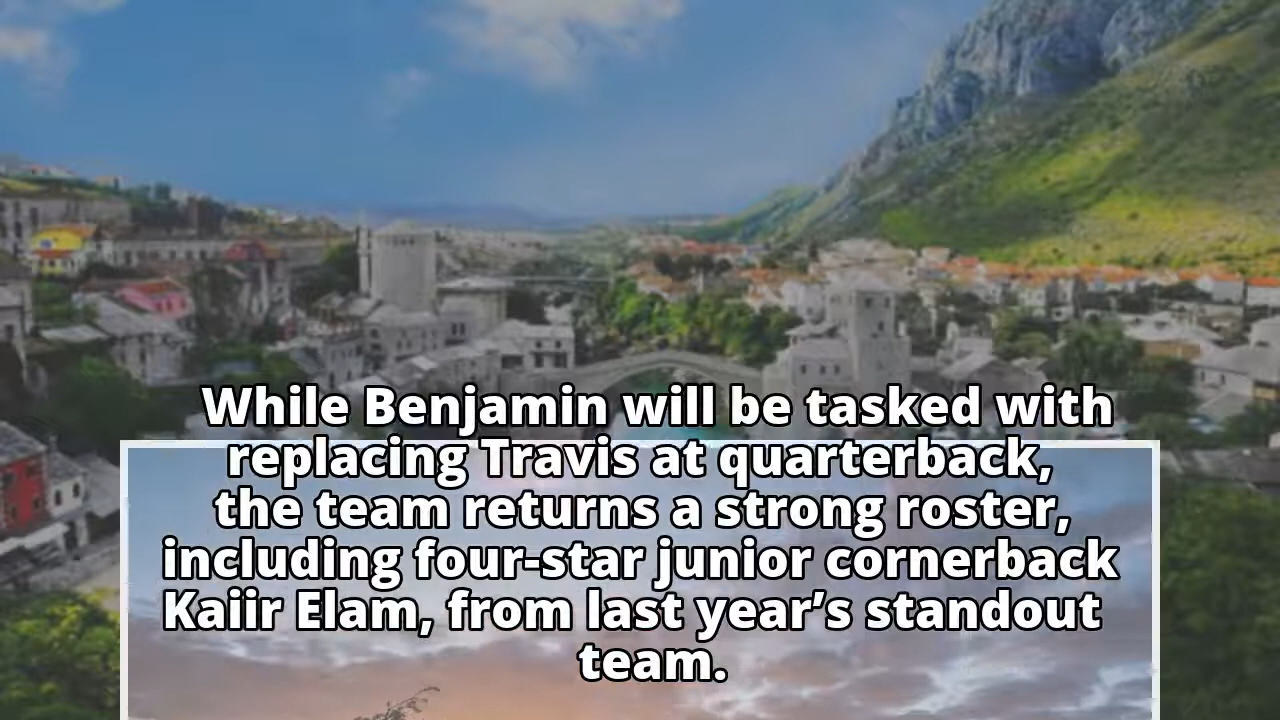 While Benjamin will be tasked with
replacing Travis at quarterback,
the team returns a strong roster,
including four-star junior cornerback
Kaiir Elam, from last year’s standout
team.